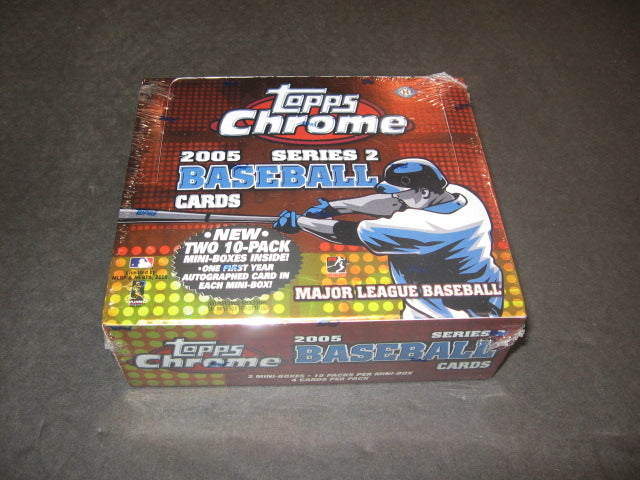 Topps
Chrome
2005 SERIES 2
BASEBALL
CARDS
• NEW •
TWO 10-PACK
MINI-BOXES INSIDE!
• ONE FIRST YEAR
AUTOGRAPHED CARD IN
EACH MINI-BOX!
MAJOR LEAGUE BASEBALL
Topps
Chrome
2005 SERIES 2
BASEBALL
CARDS
2 MINI-BOXES • 10 PACKS PER MINI-BOX
4 CARDS PER PACK